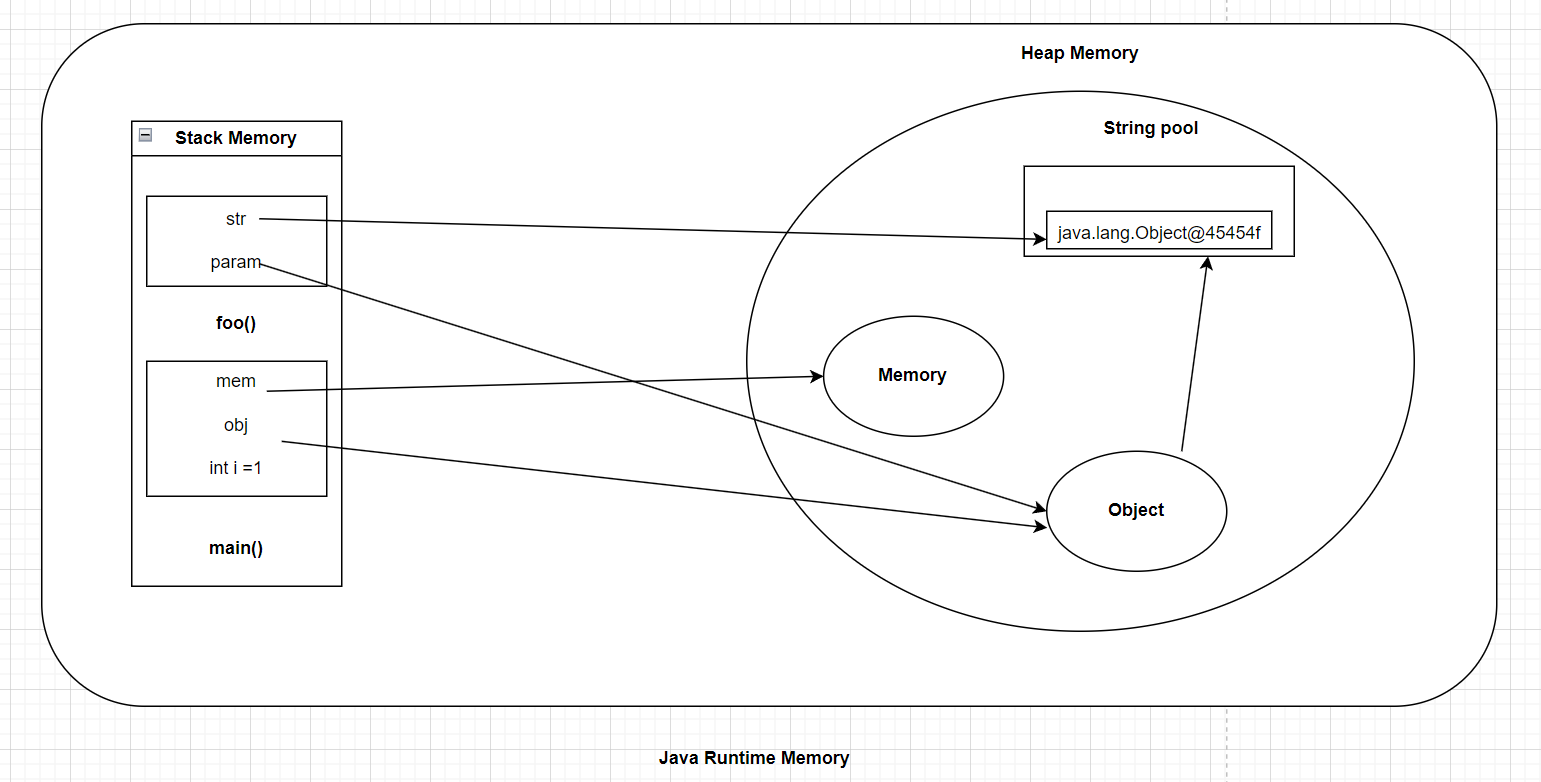 Heap Memory
String pool
Stack Memory
str
param
java.lang.Object@45454f
foo()
mem
obj
int i =1
Memory
Object
main()
Java Runtime Memory